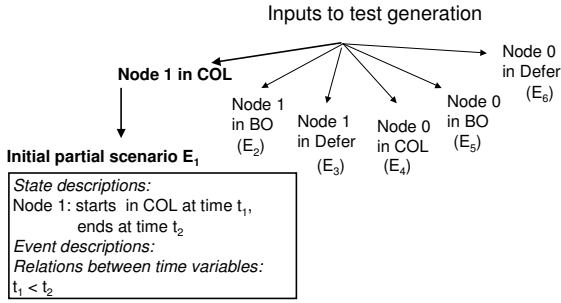 Inputs to test generation
Node 0
in Defer
(E6)
Node 1 in COL
Node 1
in BO
(E2)
Node 1
in Defer
(E3)
Node 0
in COL
(E4)
Node 0
in BO
(E5)
Initial partial scenario E1
State descriptions:
Node 1: starts in COL at time t1,
ends at time t2
Event descriptions:
Relations between time variables:
t1 < t2